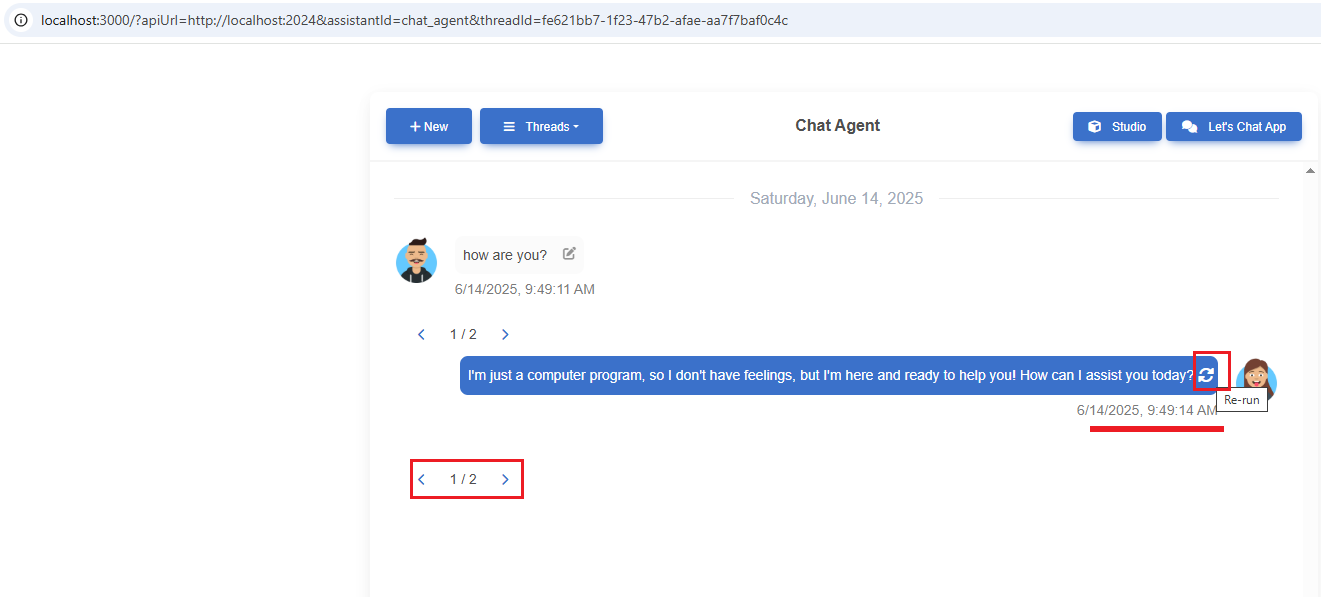 localhost:3000/?apiUrl=http://localhost:2024&assistantId=chat_agent&threadId=fe621bb7-1f23-47b2-afae-aa7f7baf0c4c
+ New
Threads
Chat Agent
Studio
Let's Chat App
Saturday, June 14, 2025
how are you?
6/14/2025, 9:49:11 AM
1 / 2
I'm just a computer program, so I don't have feelings, but I'm here and ready to help you! How can I assist you today?
Re-run
6/14/2025, 9:49:14 AM
1 / 2